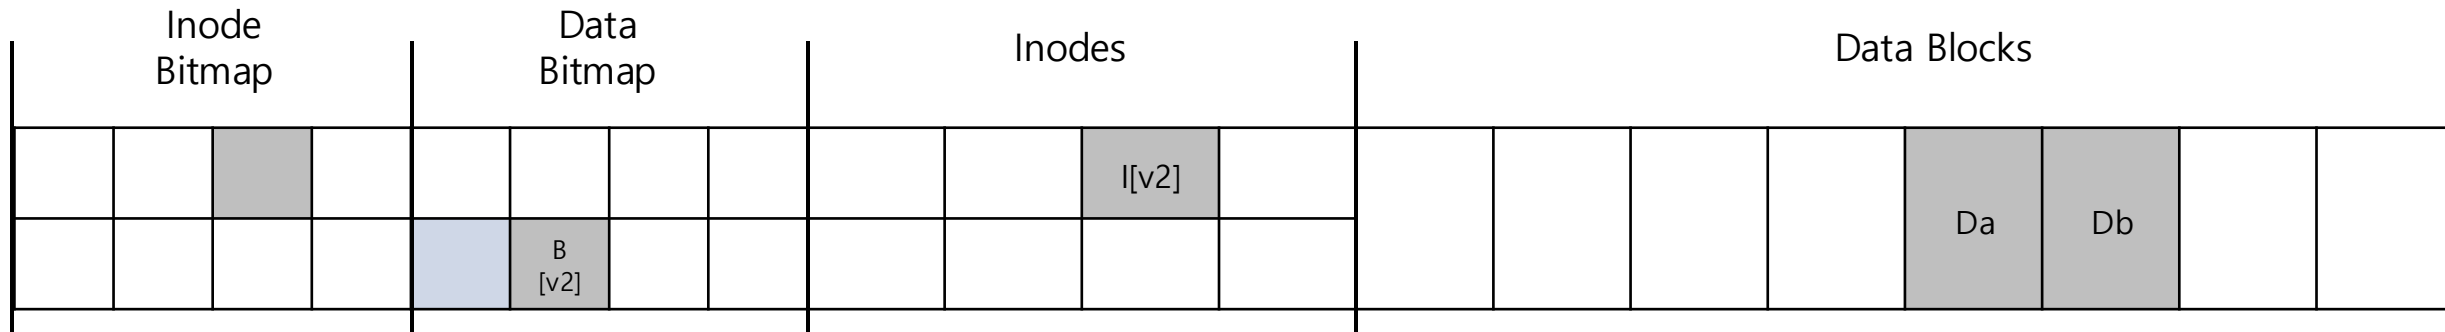 Inode
Bitmap
Data
Bitmap
Inodes
Data Blocks
I[v2]
B
[v2]
Da
Db